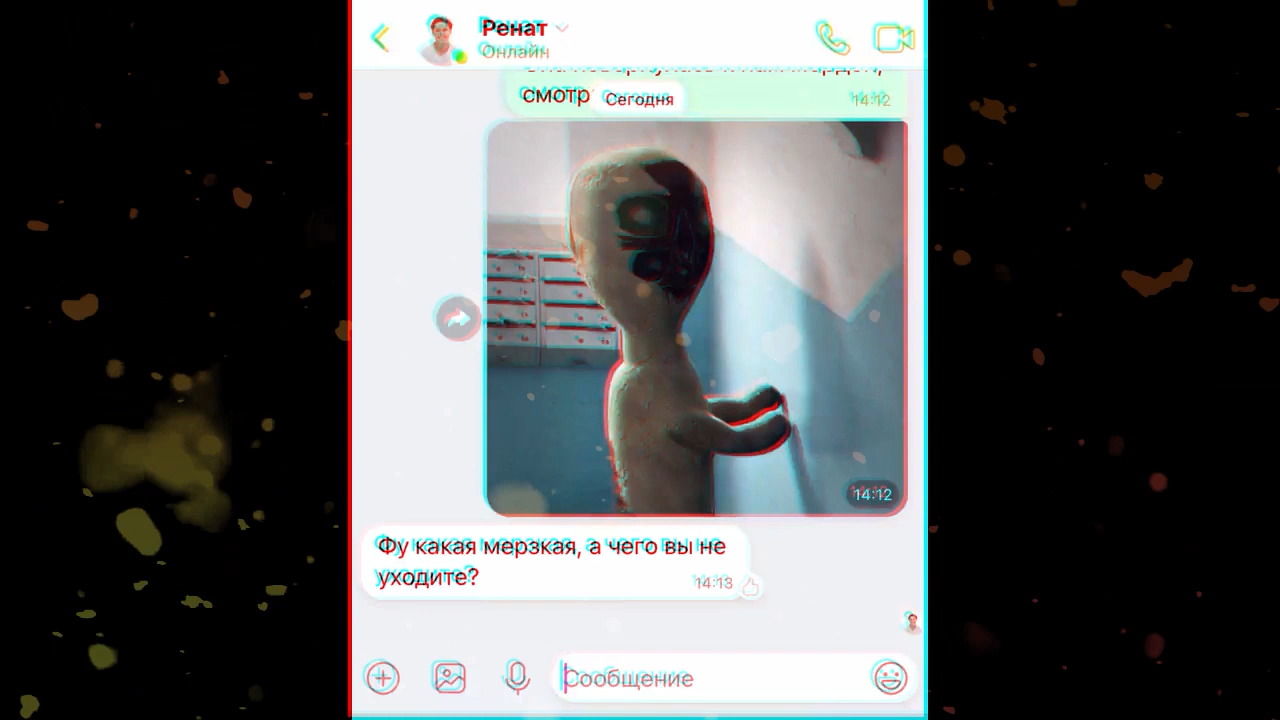 Ренат
Онлайн
смотр
Сегодня
14:12
14:12
Фу какая мерзкая, а чего вы не
уходите?
14:13
Сообщение